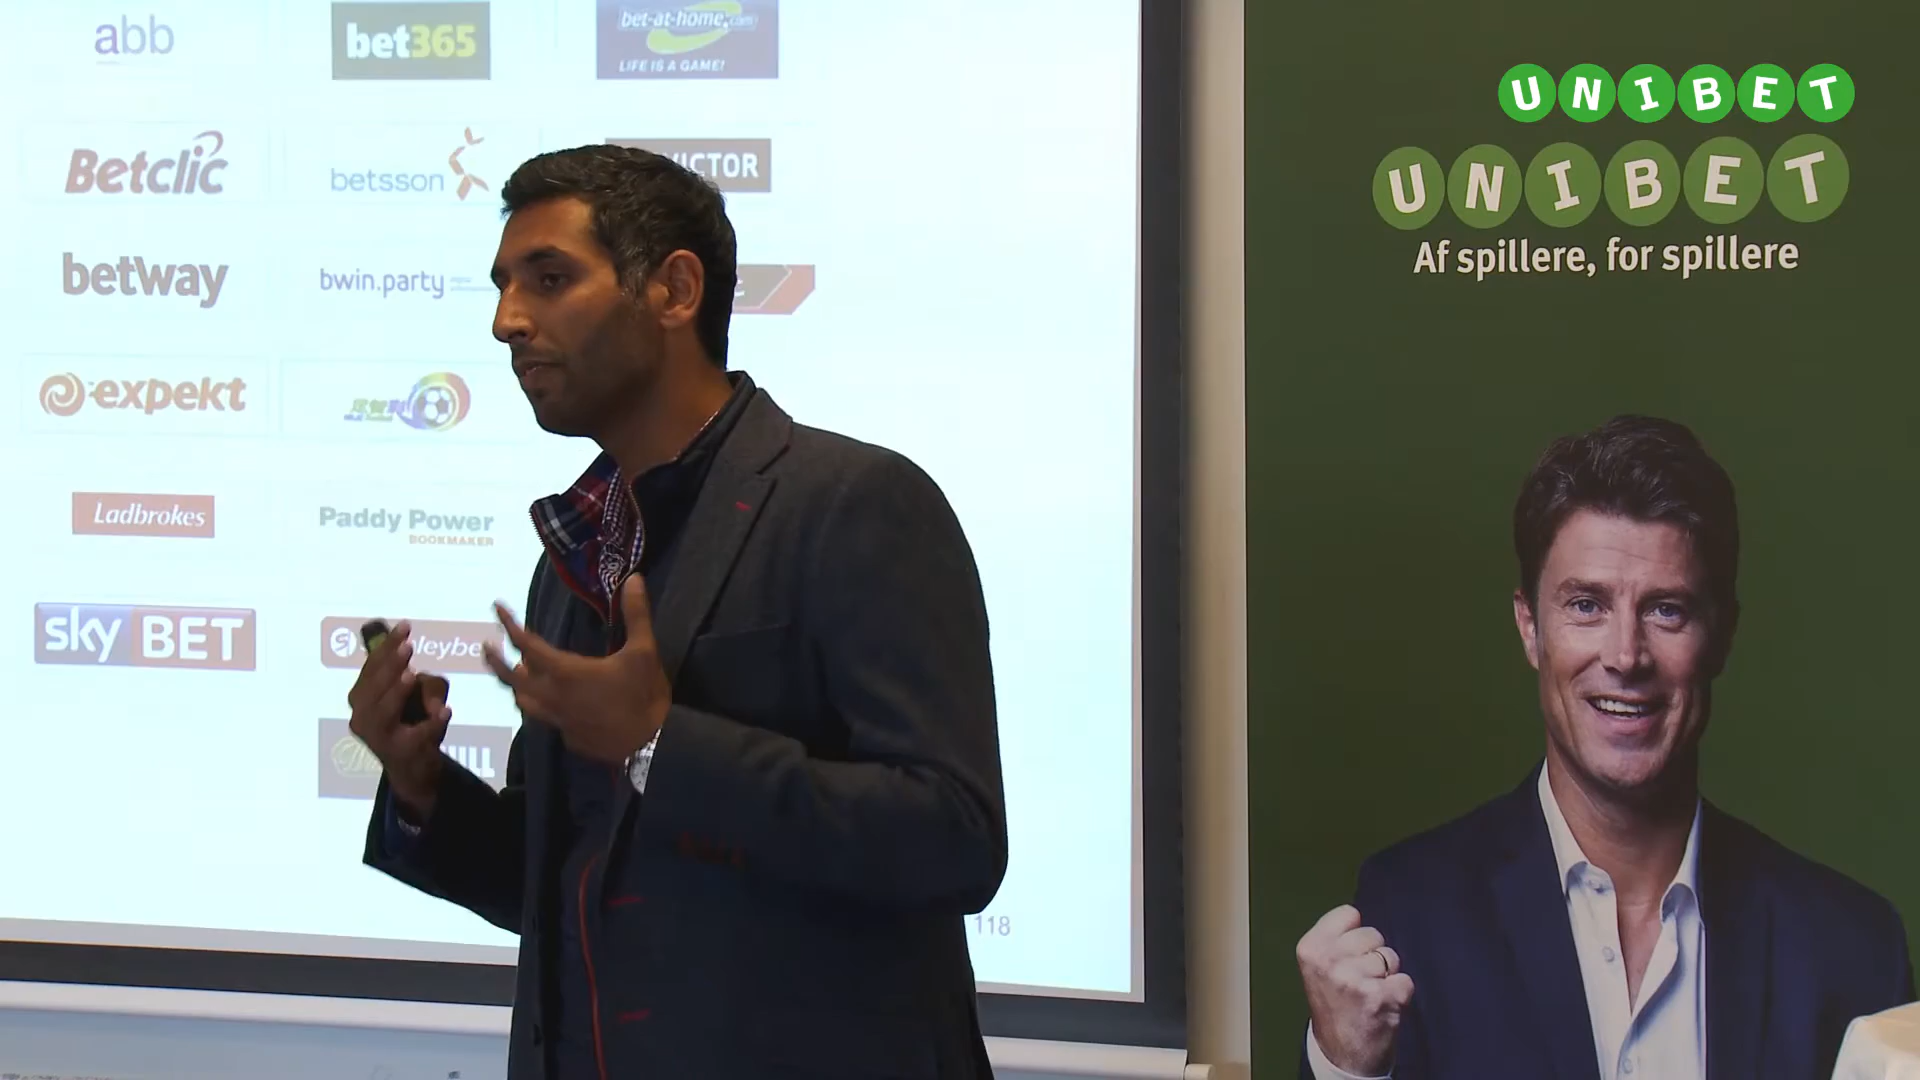 abb
bet365
bet-at-home.com
LIFE IS A GAME!
Betclic
betsson
VICTOR
betway
bwin.party
expekt
Ladbrokes
Paddy Power
BOOKMAKER
sky BET
118
UNIBET
UNIBET
Af spillere, for spillere